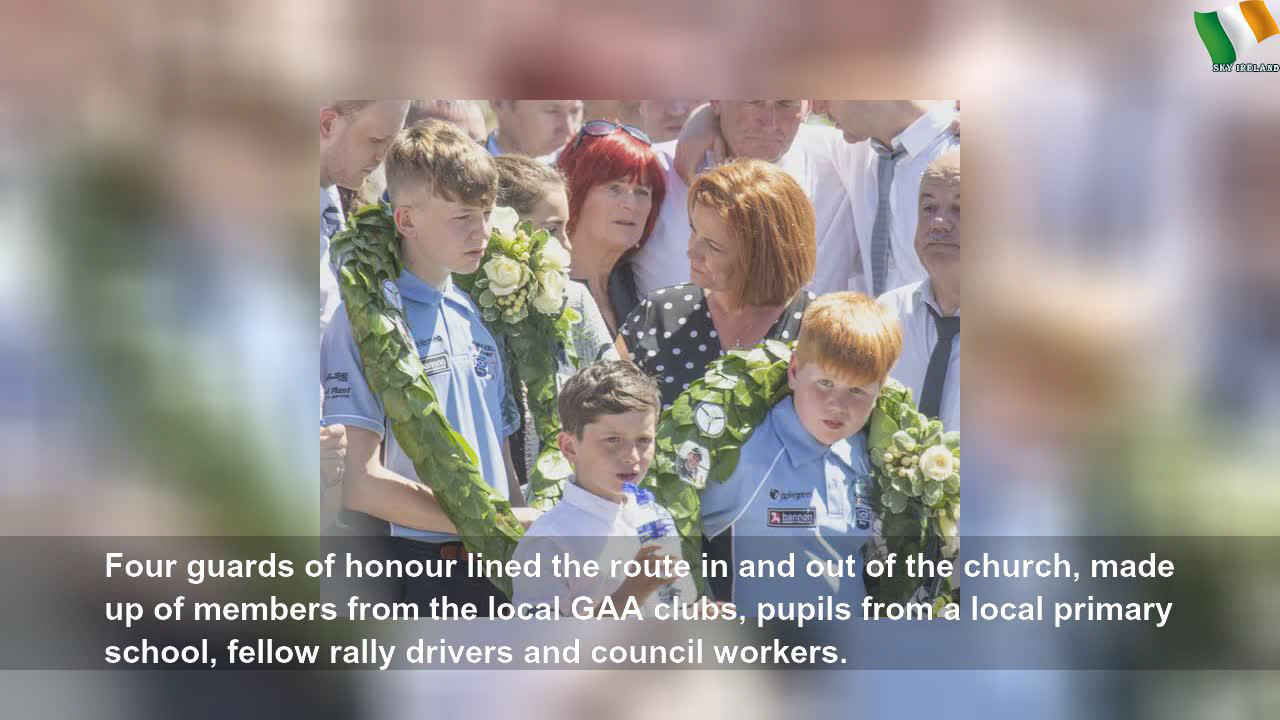 SKY IRELAND
bannon
bannon
Four guards of honour lined the route in and out of the church, made
up of members from the local GAA clubs, pupils from a local primary
school, fellow rally drivers and council workers.